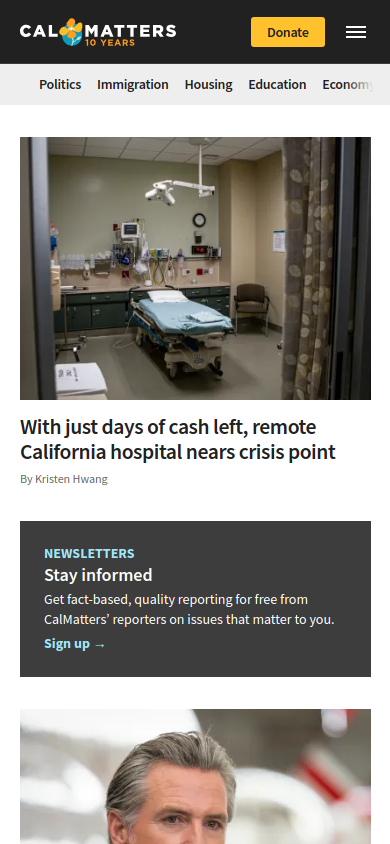 CALMATTERS
10 YEARS
Donate
Politics Immigration Housing Education Economy
With just days of cash left, remote
California hospital nears crisis point
By Kristen Hwang
NEWSLETTERS
Stay informed
Get fact-based, quality reporting for free from
CalMatters’ reporters on issues that matter to you.
Sign up →